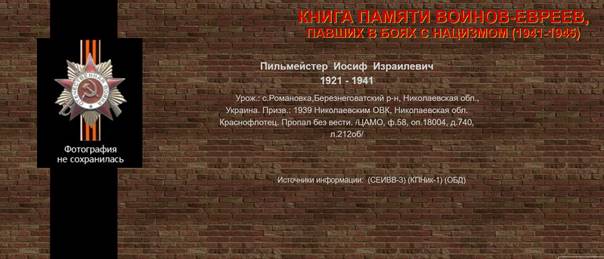 КНИГА ПАМЯТИ ВОИНОВ-ЕВРЕЕВ,
ПАВШИХ В БОЯХ С НАЦИЗМОМ (1941-1945)
Пильмейстер Иосиф Израилевич
1921 - 1941
Урож.: с.Романовка,Березнеговатский р-н, Николаевская обл.,
Украина. Призв.: 1939 Николаевским ОВК, Николаевская обл.
Краснофлотец. Пропал без вести. /ЦАМО, ф.58, оп.18004, д.740,
л.212об/
Фотография
не сохранилась
Источники информации: (СЕИВВ-3) (КПНик-1) (ОБД)